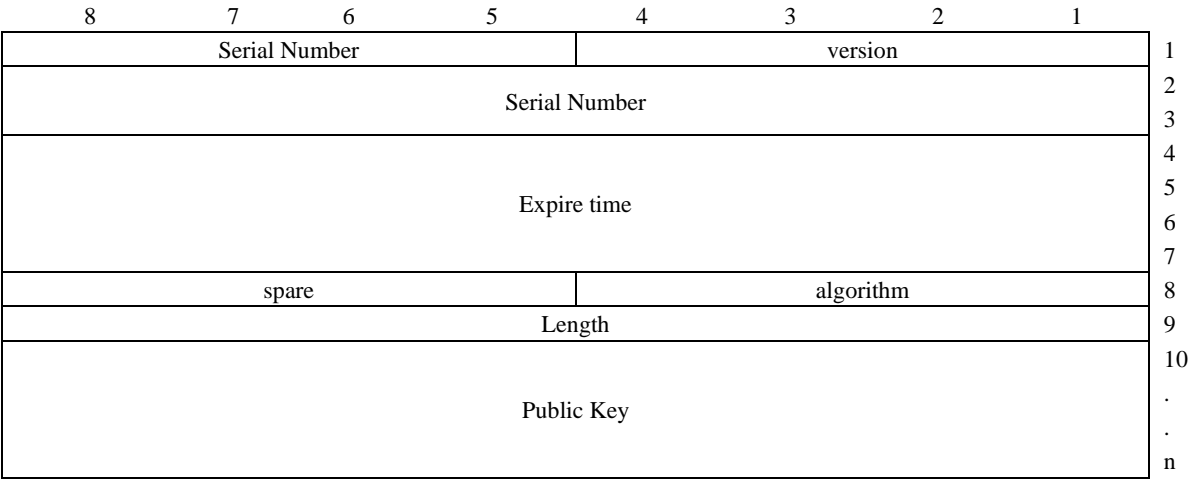 8 7 6 5 4 3 2 1
Serial Number version 1
2
Serial Number
3
4
5
Expire time
6
7
spare algorithm 8
Length 9
10
.
Public Key
.
n